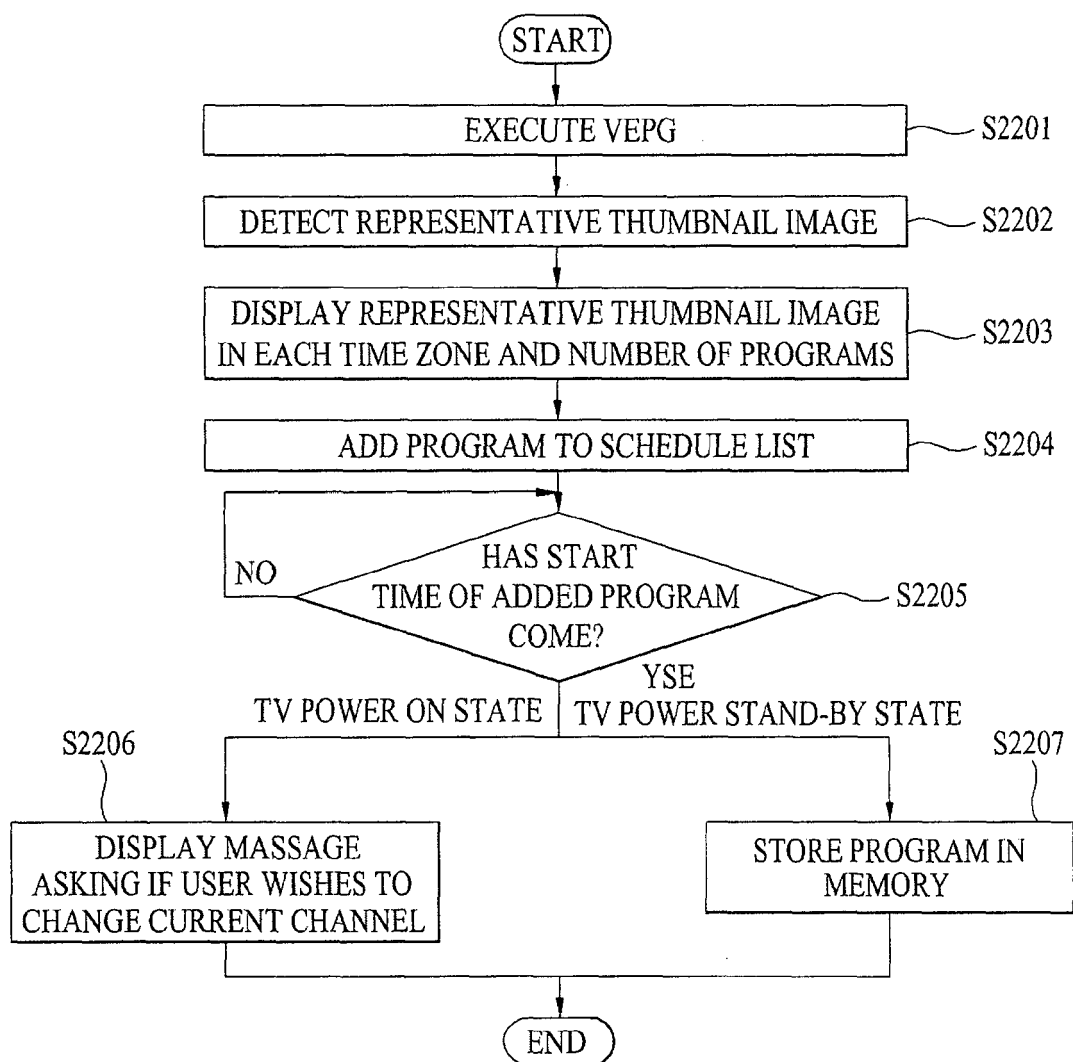 START
EXECUTE VEPG
S2201
DETECT REPRESENTATIVE THUMBNAIL IMAGE
S2202
DISPLAY REPRESENTATIVE THUMBNAIL IMAGE
IN EACH TIME ZONE AND NUMBER OF PROGRAMS
S2203
ADD PROGRAM TO SCHEDULE LIST
S2204
NO
HAS START
TIME OF ADDED PROGRAM
COME?
S2205
YSE
TV POWER ON STATE
TV POWER STAND-BY STATE
S2206
DISPLAY MASSAGE
ASKING IF USER WISHES TO
CHANGE CURRENT CHANNEL
S2207
STORE PROGRAM IN
MEMORY
END